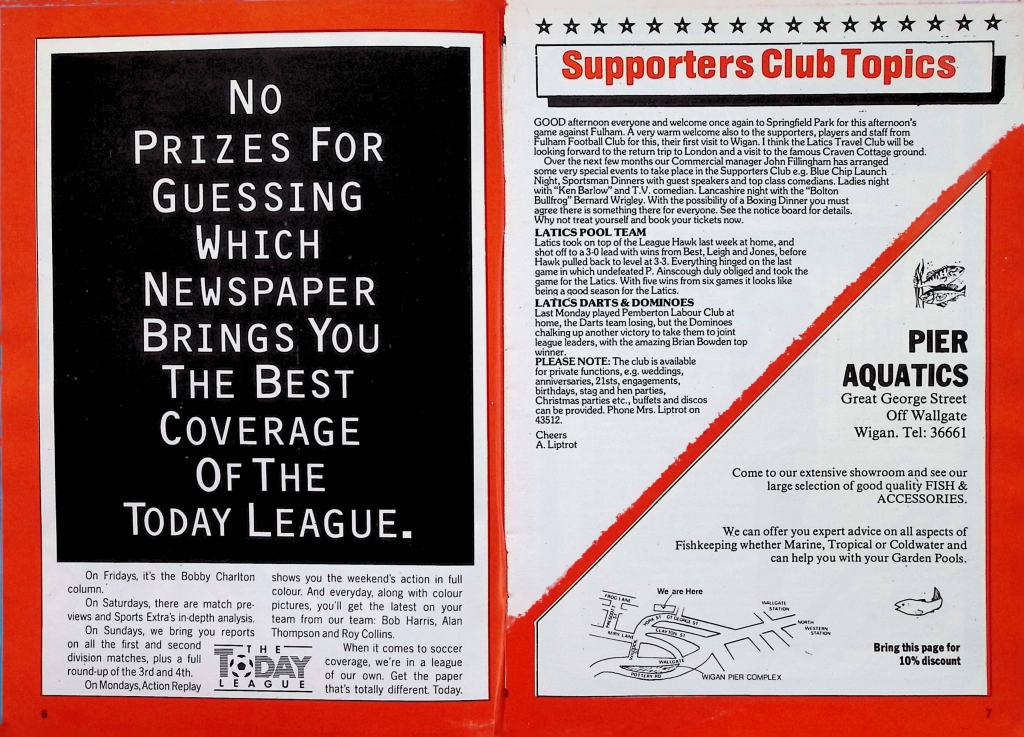 NO
PRIZES FOR
GUESSING
WHICH
NEWSPAPER
BRINGS YOU
THE BEST
COVERAGE
OF THE
TODAY LEAGUE.
On Fridays, it's the Bobby Charlton
column.
On Saturdays, there are match pre-
views and Sports Extra's in-depth analysis.
On Sundays, we bring you reports
on all the first and second
division matches, plus a full
round-up of the 3rd and 4th.
On Mondays, Action Replay
shows you the weekend's action in full
colour. And everyday, along with colour
pictures, you'll get the latest on your
team from our team: Bob Harris, Alan
Thompson and Roy Collins.
When it comes to soccer
coverage, we're in a league
of our own. Get the paper
that's totally different. Today.
THE
TODAY
LEAGUE
6
Supporters Club Topics
GOOD afternoon everyone and welcome once again to Springfield Park for this afternoon's
game against Fulham. A very warm welcome also to the supporters, players and staff from
Fulham Football Club for this, their first visit to Wigan. I think the Latics Travel Club will be
looking forward to the return trip to London and a visit to the famous Craven Cottage ground.
Over the next few months our Commercial manager John Fillingham has arranged
some very special events to take place in the Supporters Club e.g. Blue Chip Launch
Night, Sportsman Dinners with guest speakers and top class comedians. Ladies night
with "Ken Barlow" and T.V. comedian. Lancashire night with the "Bolton
Bullfrog" Bernard Wrigley. With the possibility of a Boxing Dinner you must
agree there is something there for everyone. See the notice board for details.
Why not treat yourself and book your tickets now.
LATICS POOL TEAM
Latics took on top of the League Hawk last week at home, and
shot off to a 3-0 lead with wins from Best, Leigh and Jones, before
Hawk pulled back to level at 3-3. Everything hinged on the last
game in which undefeated P. Ainscough duly obliged and took the
game for the Latics. With five wins from six games it looks like
being a good season for the Latics.
LATICS DARTS & DOMINOES
Last Monday played Pemberton Labour Club at
home, the Darts team losing, but the Dominoes
chalking up another victory to take them to joint
league leaders, with the amazing Brian Bowden top
winner.
PLEASE NOTE: The club is available
for private functions, e.g. weddings,
anniversaries, 21sts, engagements,
birthdays, stag and hen parties,
Christmas parties etc., buffets and discos
can be provided. Phone Mrs. Liptrot on
43512.
Cheers
A. Liptrot
PIER
AQUATICS
Great George Street
Off Wallgate
Wigan. Tel: 36661
Come to our extensive showroom and see our
large selection of good quality FISH &
ACCESSORIES.
We can offer you expert advice on all aspects of
Fishkeeping whether Marine, Tropical or Coldwater and
can help you with your Garden Pools.
We are Here
FROG LANE
PRESCOTT ST
HOPE ST
GT GEORGE ST
CLAYTON ST
WALLGATE
STATION
NORTH
WESTERN
STATION
WALLGATE
POTTERY RD
WIGAN PIER COMPLEX
Bring this page for
10% discount
7